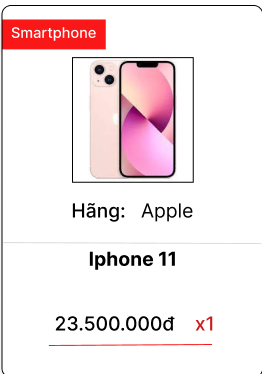 Smartphone
Hãng: Apple
Iphone 11
23.500.000đ x1